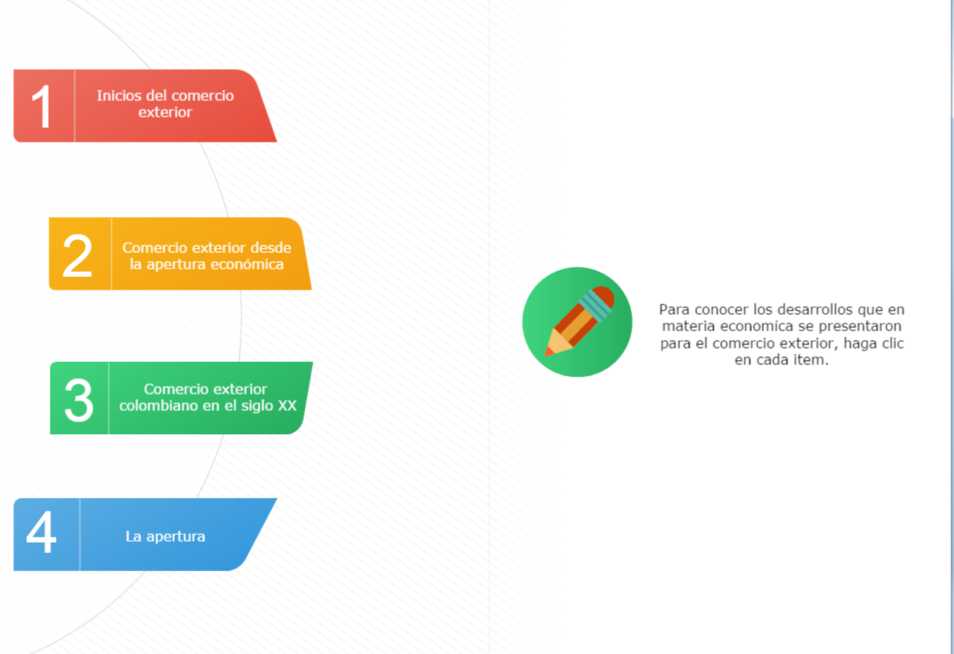 1
Inicios del comercio
exterior
2
Comercio exterior desde
la apertura económica
3
Comercio exterior
colombiano en el siglo XX
4
La apertura
Para conocer los desarrollos que en
materia economíca se presentaron
para el comercio exterior, haga clic
en cada item.